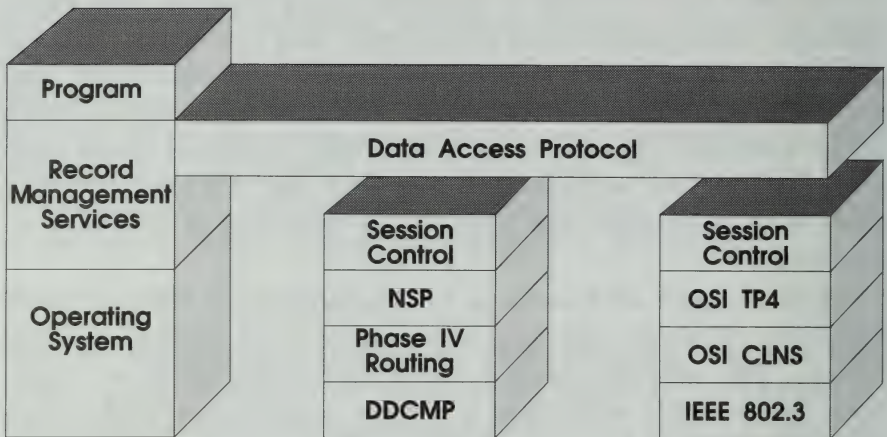 Program
Data Access Protocol
Record
Management
Services
Operating
System
Session
Control
NSP
Phase IV
Routing
DDCMP
Session
Control
OSI TP4
OSI CLNS
IEEE 802.3